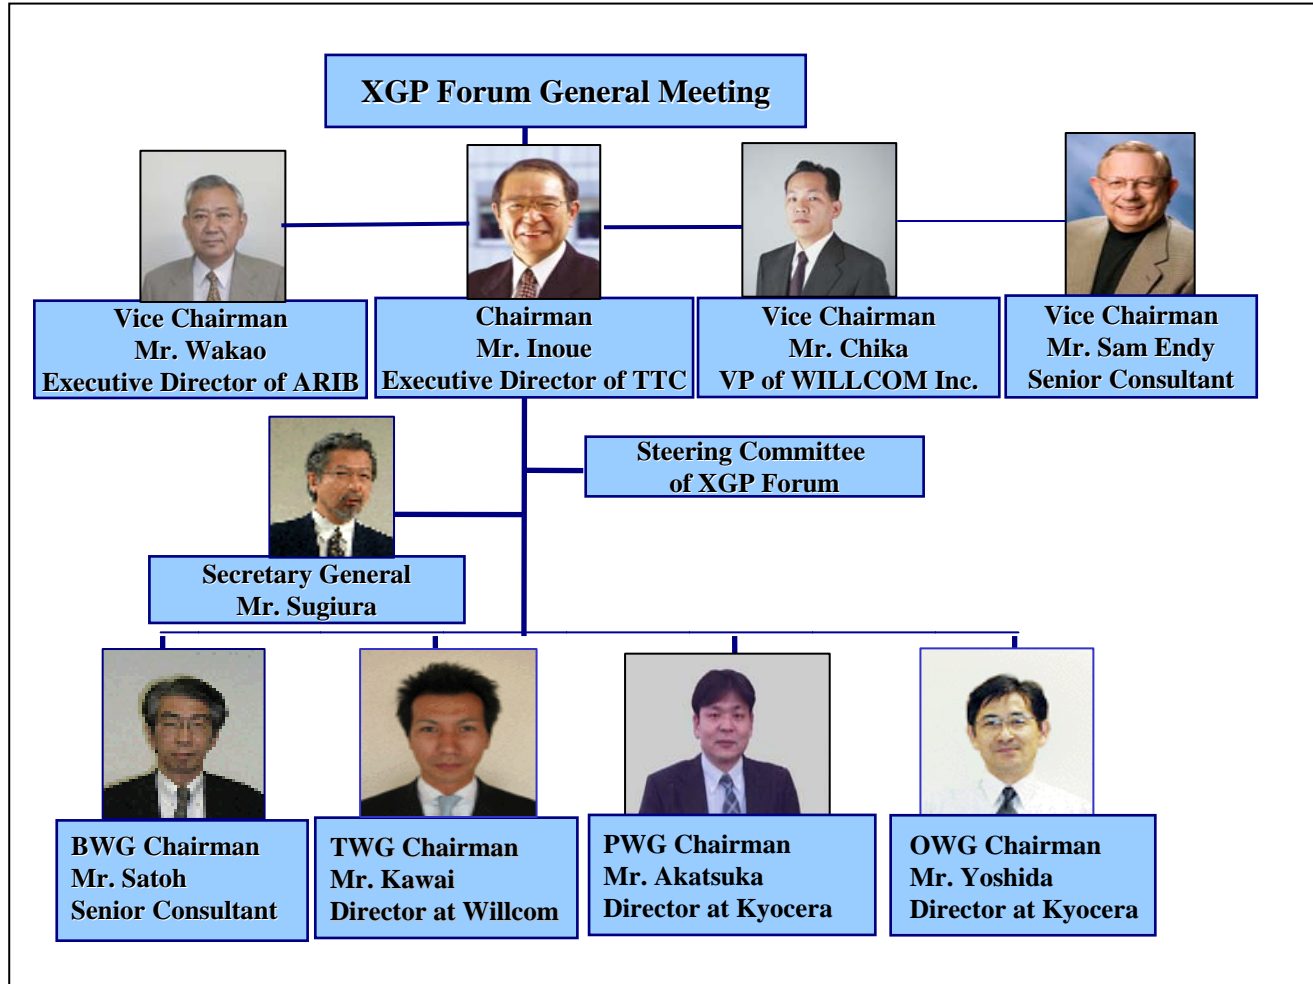 XGP Forum General Meeting
Vice Chairman
Mr. Wakao
Executive Director of ARIB
Chairman
Mr. Inoue
Executive Director of TTC
Vice Chairman
Mr. Chika
VP of WILLCOM Inc.
Vice Chairman
Mr. Sam Endy
Senior Consultant
Steering Committee
of XGP Forum
Secretary General
Mr. Sugiura
BWG Chairman
Mr. Satoh
Senior Consultant
TWG Chairman
Mr. Kawai
Director at Willcom
PWG Chairman
Mr. Akatsuka
Director at Kyocera
OWG Chairman
Mr. Yoshida
Director at Kyocera